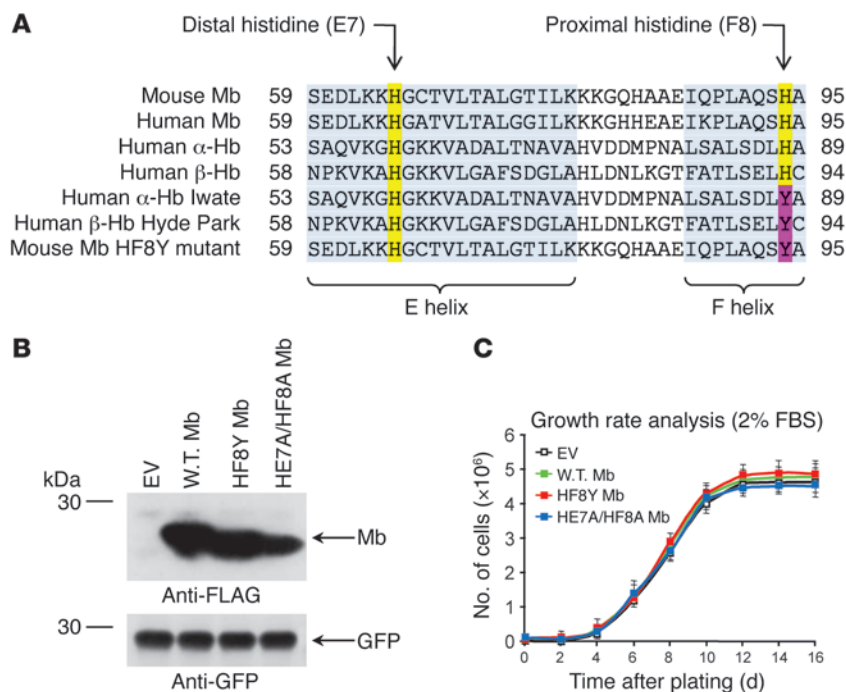 A
Distal histidine (E7)
Proximal histidine (F8)
Mouse Mb 59 SEDLKKHGCTVLTALGTILKKKGQHAAEIQPLAQSHA 95
Human Mb 59 SEDLKKHGATVLTALGGILKKKGHHEAEIKPLAQSHA 95
Human α-Hb 53 SAQVKGHGKKVADALTNAVAHVDDMPNALSALSDLHA 89
Human β-Hb 58 NPKVKAHGKKVLGAFSDGLAHLDNLKGTFATLSELHC 94
Human α-Hb Iwate 53 SAQVKGHGKKVADALTNAVAHVDDMPNALSALSDLYA 89
Human β-Hb Hyde Park 58 NPKVKAHGKKVLGAFSDGLAHLDNLKGTFATLSELYC 94
Mouse Mb HF8Y mutant 59 SEDLKKHGCTVLTALGTILKKKGQHAAEIQPLAQSYA 95
E helix
F helix
B
EV
W.T. Mb
HF8Y Mb
HE7A/HF8A Mb
kDa
30
Mb
Anti-FLAG
30
GFP
Anti-GFP
C
Growth rate analysis (2% FBS)
EV
W.T. Mb
HF8Y Mb
HE7A/HF8A Mb
No. of cells (×10⁶)
6
5
4
3
2
1
0
0 2 4 6 8 10 12 14 16
Time after plating (d)